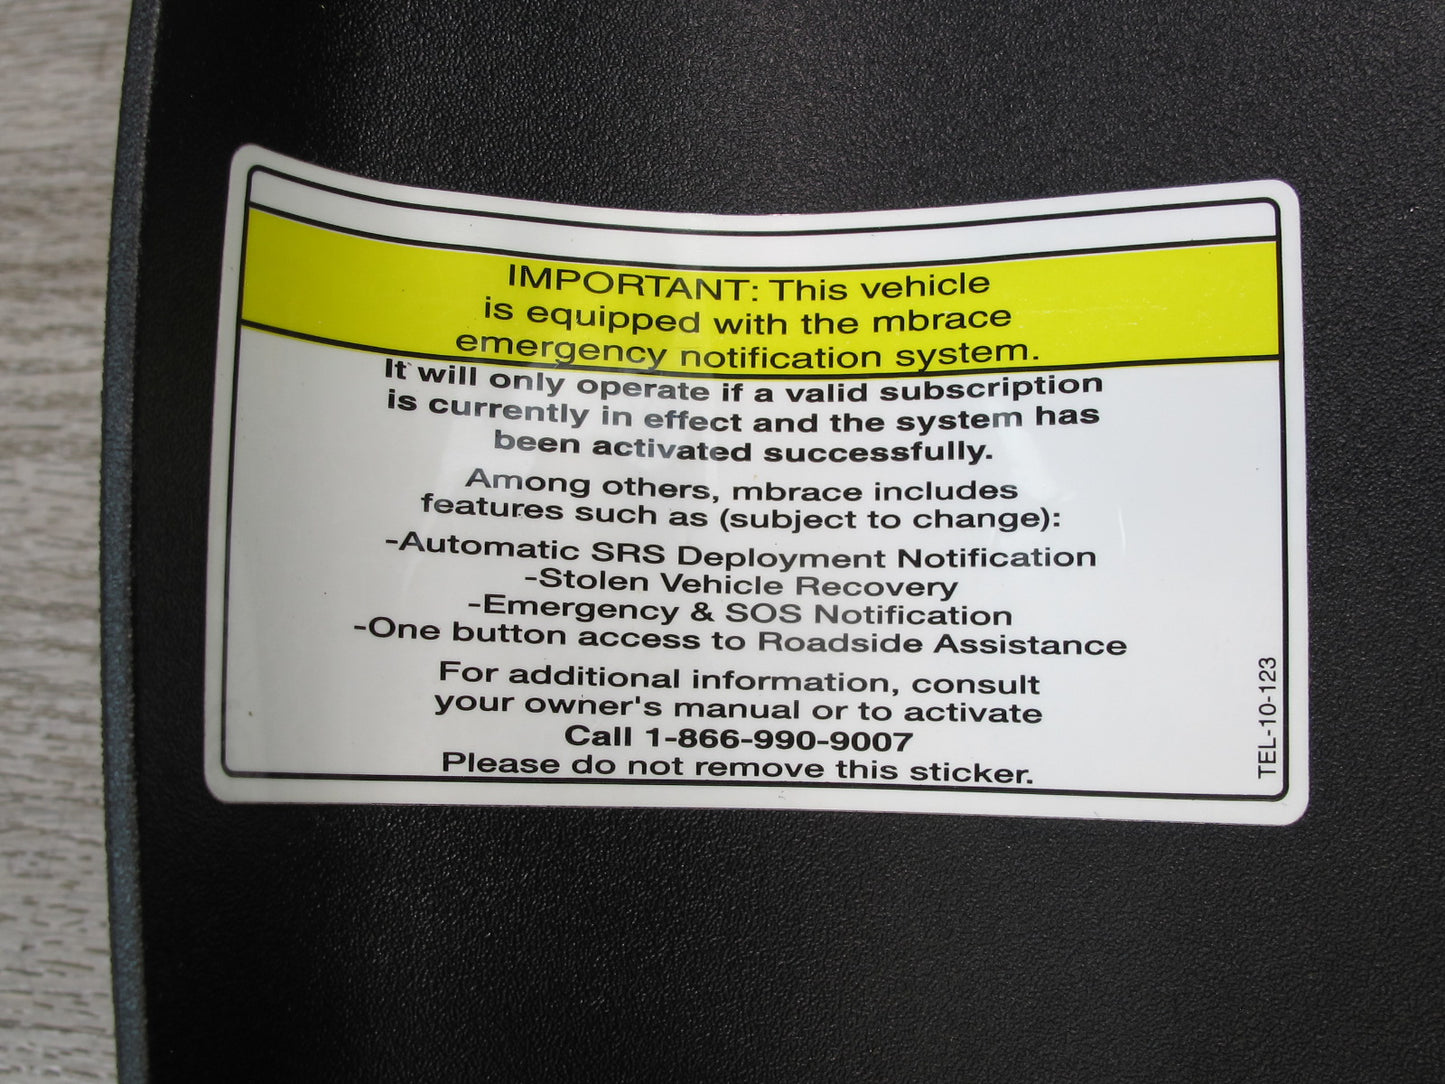 IMPORTANT: This vehicle
is equipped with the mbrace
emergency notification system.
It will only operate if a valid subscription
is currently in effect and the system has
been activated successfully.
Among others, mbrace includes
features such as (subject to change):
-Automatic SRS Deployment Notification
-Stolen Vehicle Recovery
-Emergency & SOS Notification
-One button access to Roadside Assistance
For additional information, consult
your owner's manual or to activate
Call 1-866-990-9007
Please do not remove this sticker.
TEL-10-123